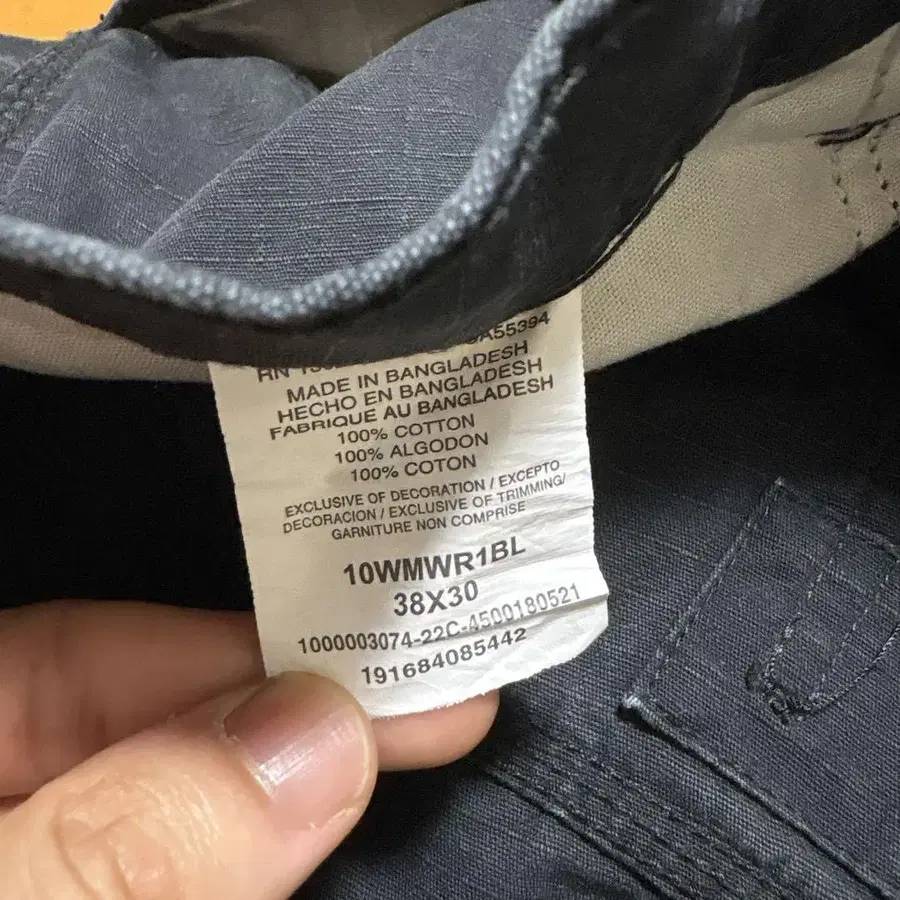 RN
MADE IN BANGLADESH
HECHO EN BANGLADESH
FABRIQUE AU BANGLADESH
100% COTTON
100% ALGODON
100% COTON
EXCLUSIVE OF DECORATION / EXCEPTO
DECORACION / EXCLUSIVE OF TRIMMING/
GARNITURE NON COMPRISE
10WMWR1BL
38X30
1000003074-22C-4500180521
191684085442